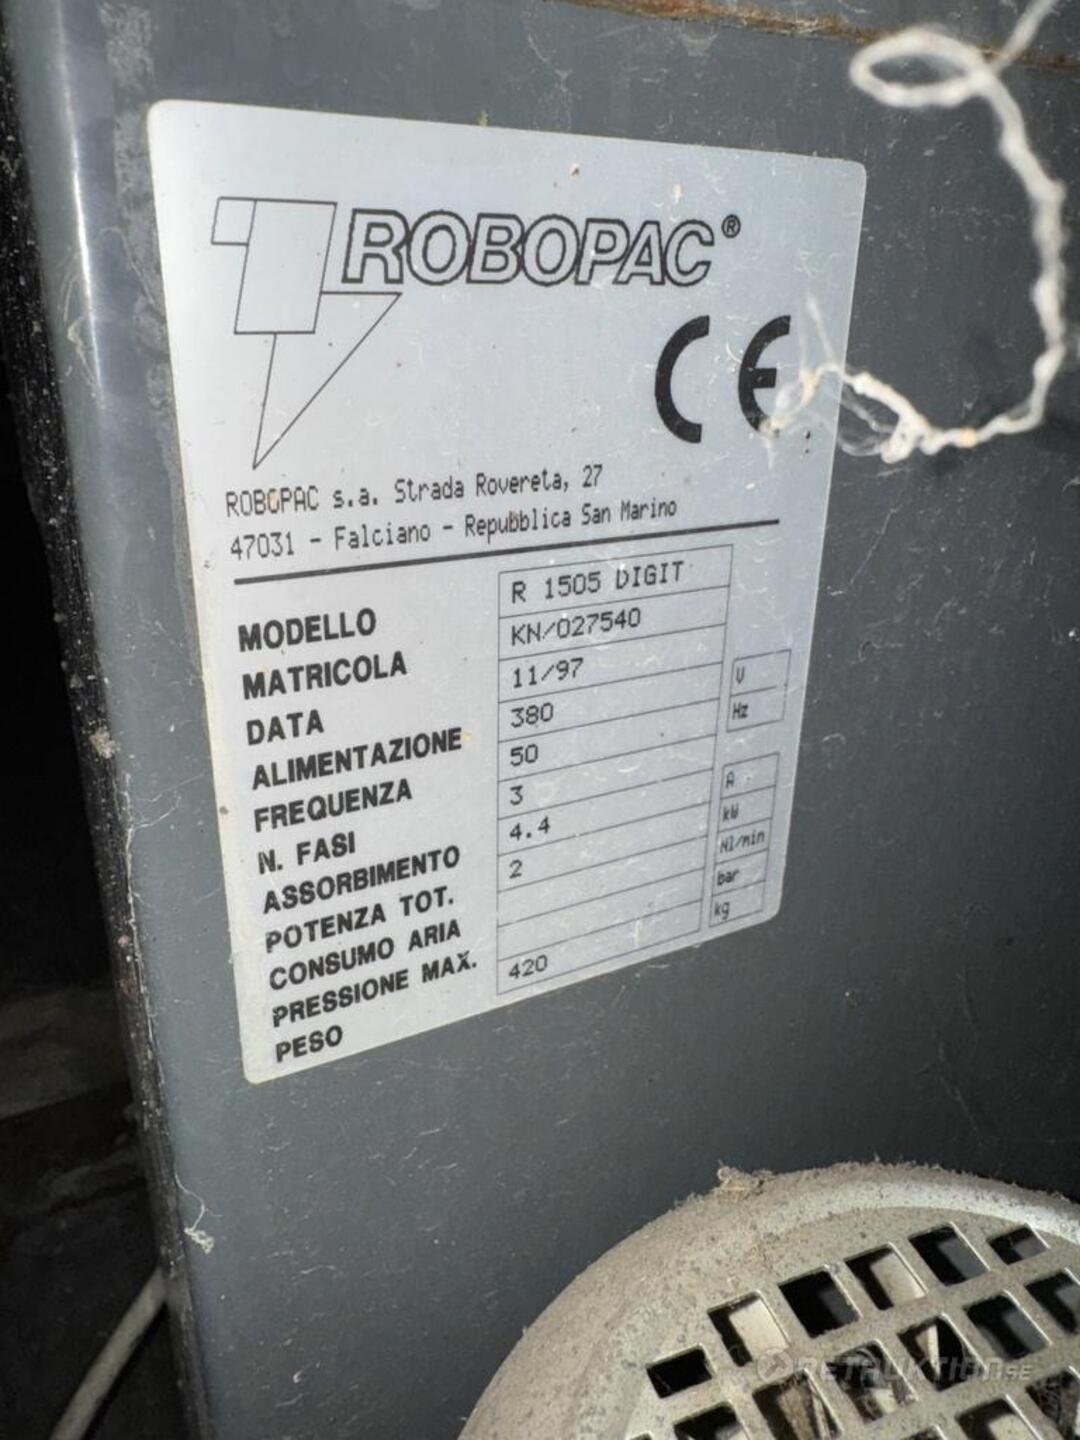 ROBOPAC®
CE
ROBOPAC s.a. Strada Rovereta, 27
47031 - Falciano - Repubblica San Marino
MODELLO R 1505 DIGIT
MATRICOLA KN/027540
DATA 11/97
ALIMENTAZIONE 380 V
FREQUENZA 50 Hz
N. FASI 3
ASSORBIMENTO 4.4 A
POTENZA TOT. 2 kW
CONSUMO ARIA Nl/min
PRESSIONE MAX. bar
PESO 420 kg